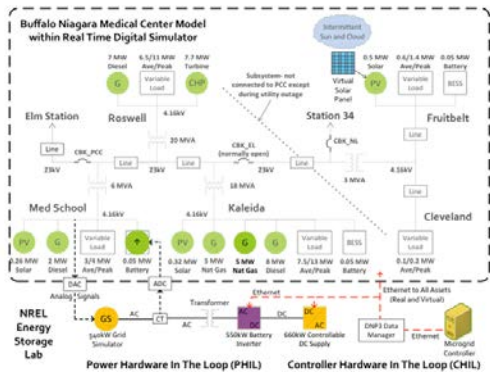 Buffalo Niagara Medical Center Model
within Real Time Digital Simulator
Intermittent
Sun and Cloud
7 MW
Diesel
6.5/11 MW
Ave/Peak
7.7 MW
Turbine
0.5 MW
Solar
0.6/1.4 MW
Ave/Peak
0.05 MW
Battery
G
Variable
Load
CHP
Virtual
Solar
Panel
PV
Variable
Load
BESS
Subsystem- not
connected to PCC except
during utility outage
4.16kV
Elm Station
Roswell
Station 34
Fruitbelt
20 MVA
CBK_EL
(normally open)
CBK_NL
Line
CBK_PCC
Line
Line
Line
Line
Line
23kV
23kV
23kV
23kV
4.16kV
3 MVA
6 MVA
18 MVA
Line
Med School
Kaleida
Cleveland
4.16kV
4.16kV
PV
G
Variable
Load
PV
G
G
G
Variable
Load
BESS
Variable
Load
0.26 MW
Solar
2 MW
Diesel
3/4 MW
Ave/Peak
0.05 MW
Battery
0.32 MW
Solar
5 MW
Nat Gas
5 MW
Nat Gas
8 MW
Diesel
7.5/13 MW
Ave/Peak
0.05 MW
Battery
0.1/0.2 MW
Ave/Peak
DAC
Analog Signals
ADC
Ethernet
Ethernet to All Assets
(Real and Virtual)
NREL
Energy
Storage
Lab
GS
AC
CT
Transformer
AC
AC
DC
DC
AC
DC
540kW Grid
Simulator
550kW Battery
Inverter
660kW Controllable
DC Supply
DNP3 Data
Manager
Ethernet
Microgrid
Controller
Power Hardware In The Loop (PHIL)
Controller Hardware In The Loop (CHIL)